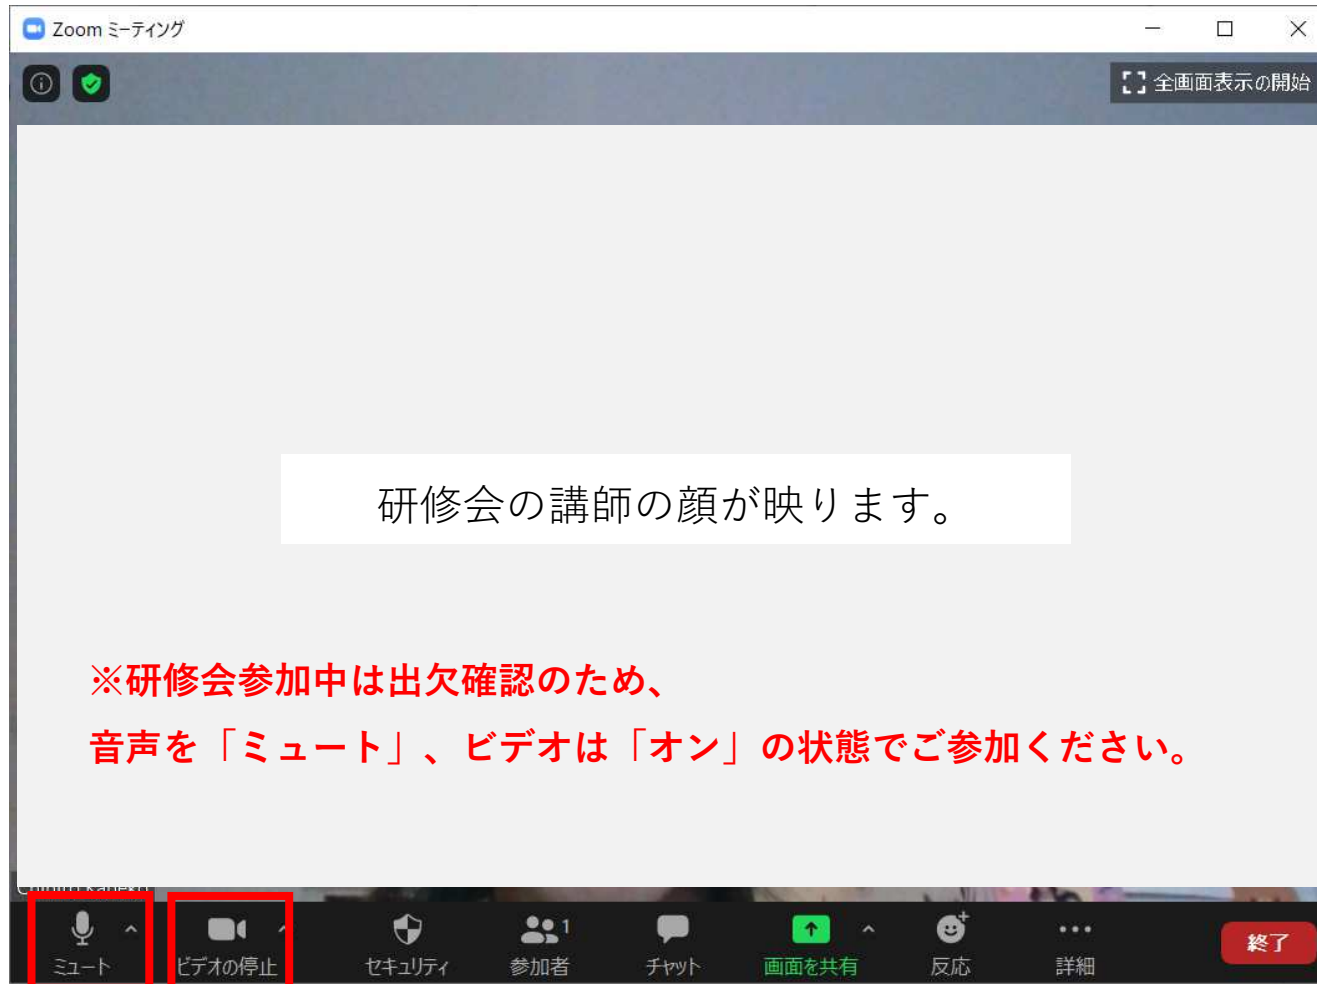 Zoom ミーティング
全画面表示の開始
研修会の講師の顔が映ります。
※研修会参加中は出欠確認のため、
音声を「ミュート」、ビデオは「オン」の状態でご参加ください。
ミュート
ビデオの停止
セキュリティ
参加者
1
チャット
画面を共有
反応
詳細
終了